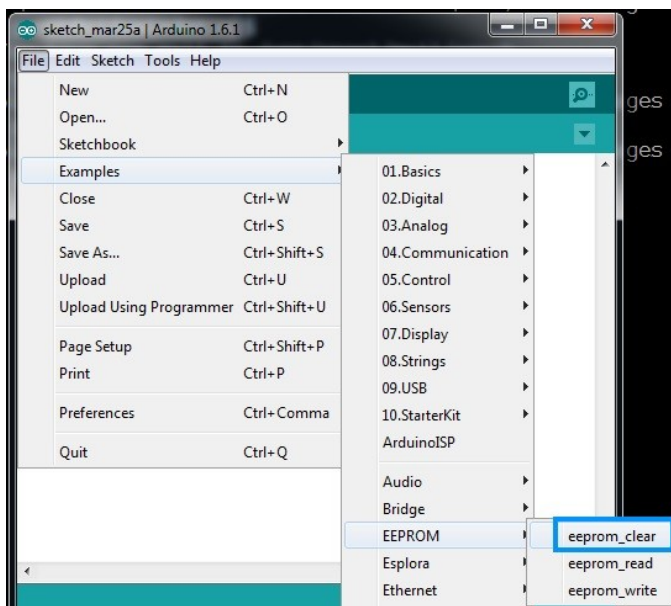 sketch_mar25a | Arduino 1.6.1
File Edit Sketch Tools Help
New Ctrl+N
Open... Ctrl+O
Sketchbook
Examples
Close Ctrl+W
Save Ctrl+S
Save As... Ctrl+Shift+S
Upload Ctrl+U
Upload Using Programmer Ctrl+Shift+U
Page Setup Ctrl+Shift+P
Print Ctrl+P
Preferences Ctrl+Comma
Quit Ctrl+Q
01.Basics
02.Digital
03.Analog
04.Communication
05.Control
06.Sensors
07.Display
08.Strings
09.USB
10.StarterKit
ArduinoISP
Audio
Bridge
EEPROM
Esplora
Ethernet
eeprom_clear
eeprom_read
eeprom_write
ges
ges